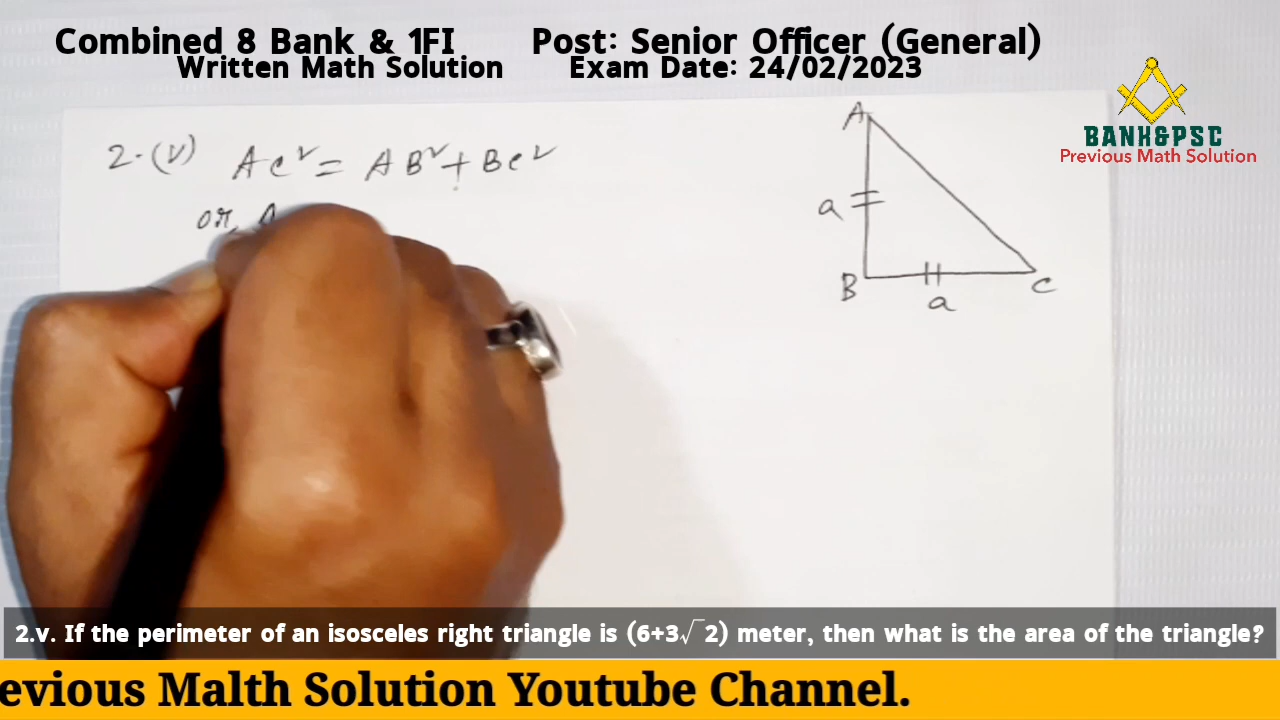 Combined 8 Bank & 1FI Post: Senior Officer (General)
Written Math Solution Exam Date: 24/02/2023
BANK&PSC
Previous Math Solution
2.(v) AC² = AB² + BC²
or, A
A
a
B
a
C
2.v. If the perimeter of an isosceles right triangle is (6+3√2) meter, then what is the area of the triangle?
evious Malth Solution Youtube Channel.